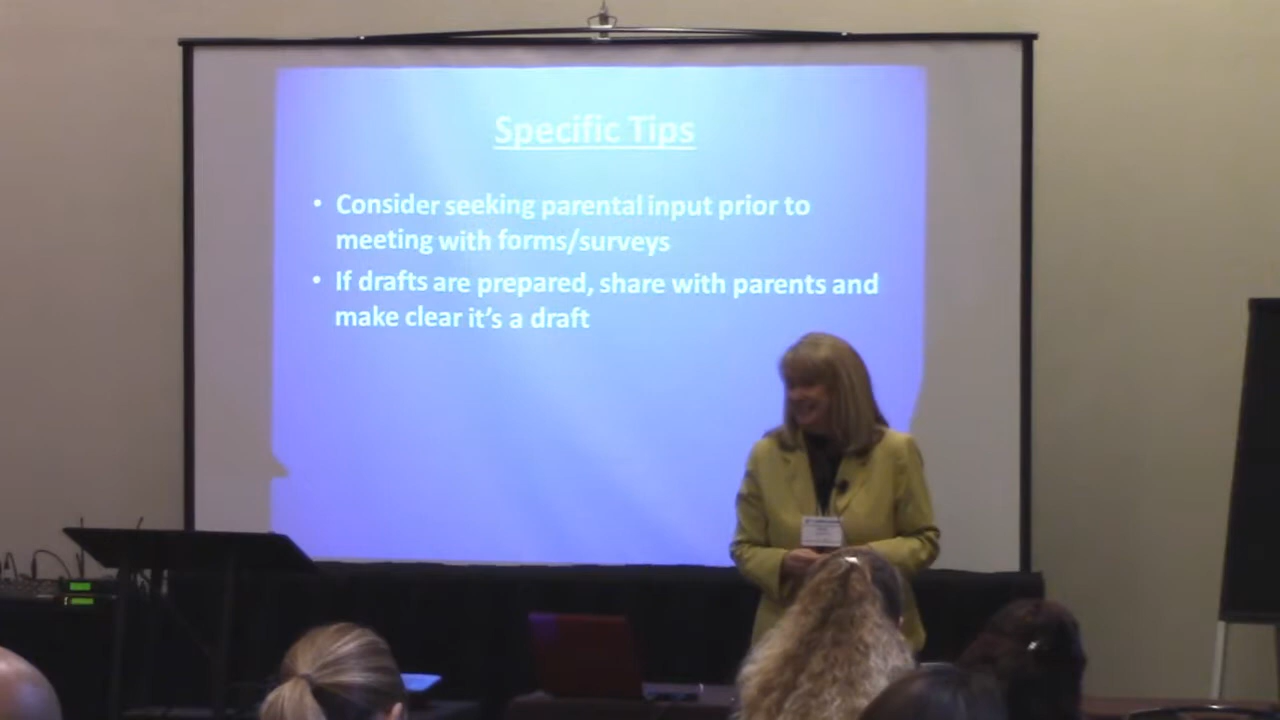 Specific Tips
• Consider seeking parental input prior to
meeting with forms/surveys
• If drafts are prepared, share with parents and
make clear it's a draft